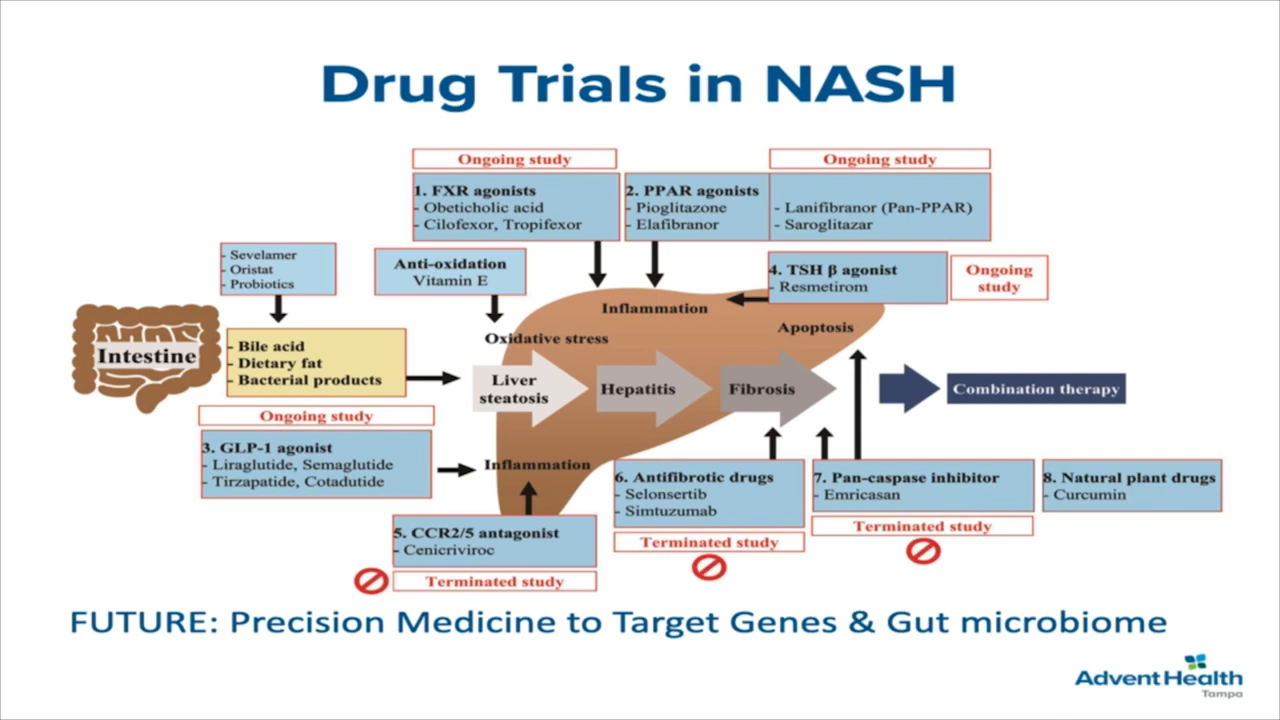 Drug Trials in NASH
Ongoing study
Ongoing study
1. FXR agonists
- Obeticholic acid
- Cilofexor, Tropifexor
2. PPAR agonists
- Pioglitazone
- Elafibranor
- Lanifibranor (Pan-PPAR)
- Saroglitazar
- Sevelamer
- Oristat
- Probiotics
Anti-oxidation
Vitamin E
4. TSH β agonist
- Resmetirom
Ongoing
study
Inflammation
Apoptosis
Oxidative stress
Intestine
- Bile acid
- Dietary fat
- Bacterial products
Liver
steatosis
Hepatitis
Fibrosis
Combination therapy
Ongoing study
3. GLP-1 agonist
- Liraglutide, Semaglutide
- Tirzapatide, Cotadutide
Inflammation
6. Antifibrotic drugs
- Selonsertib
- Simtuzumab
Terminated study
7. Pan-caspase inhibitor
- Emricasan
Terminated study
8. Natural plant drugs
- Curcumin
5. CCR2/5 antagonist
- Cenicriviroc
Terminated study
FUTURE: Precision Medicine to Target Genes & Gut microbiome
Advent Health
Tampa